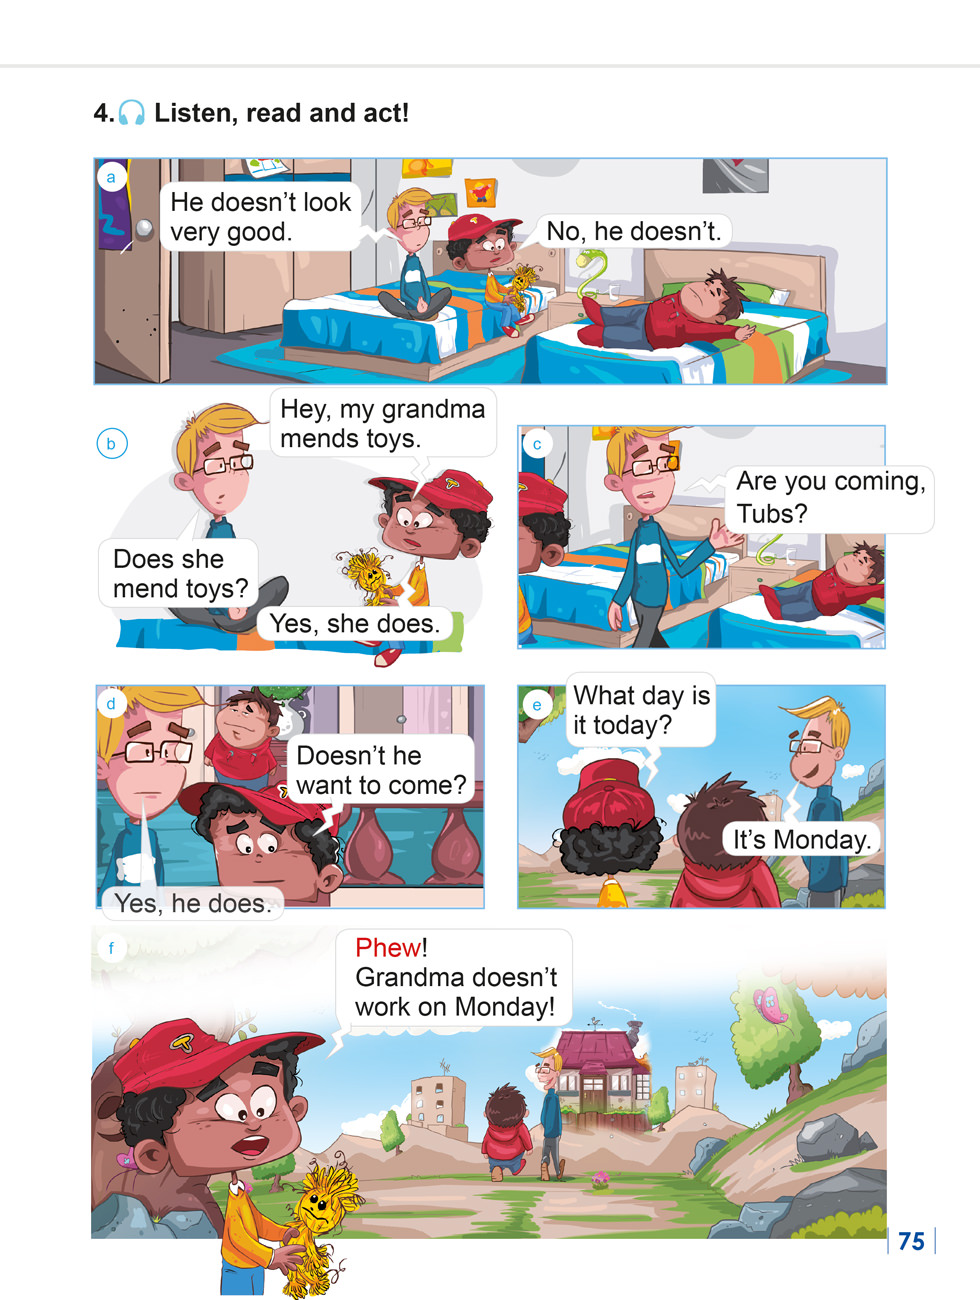 4. Listen, read and act!
a
He doesn't look
very good.
No, he doesn't.
b
Hey, my grandma
mends toys.
Does she
mend toys?
Yes, she does.
c
Are you coming,
Tubs?
d
Doesn't he
want to come?
Yes, he does.
e
What day is
it today?
It's Monday.
f
Phew!
Grandma doesn't
work on Monday!
75